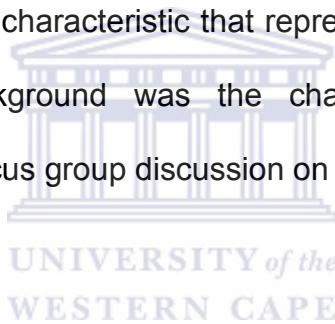 characteristic that repre
kground was the cha
cus group discussion on
UNIVERSITY of the
WESTERN CAPE